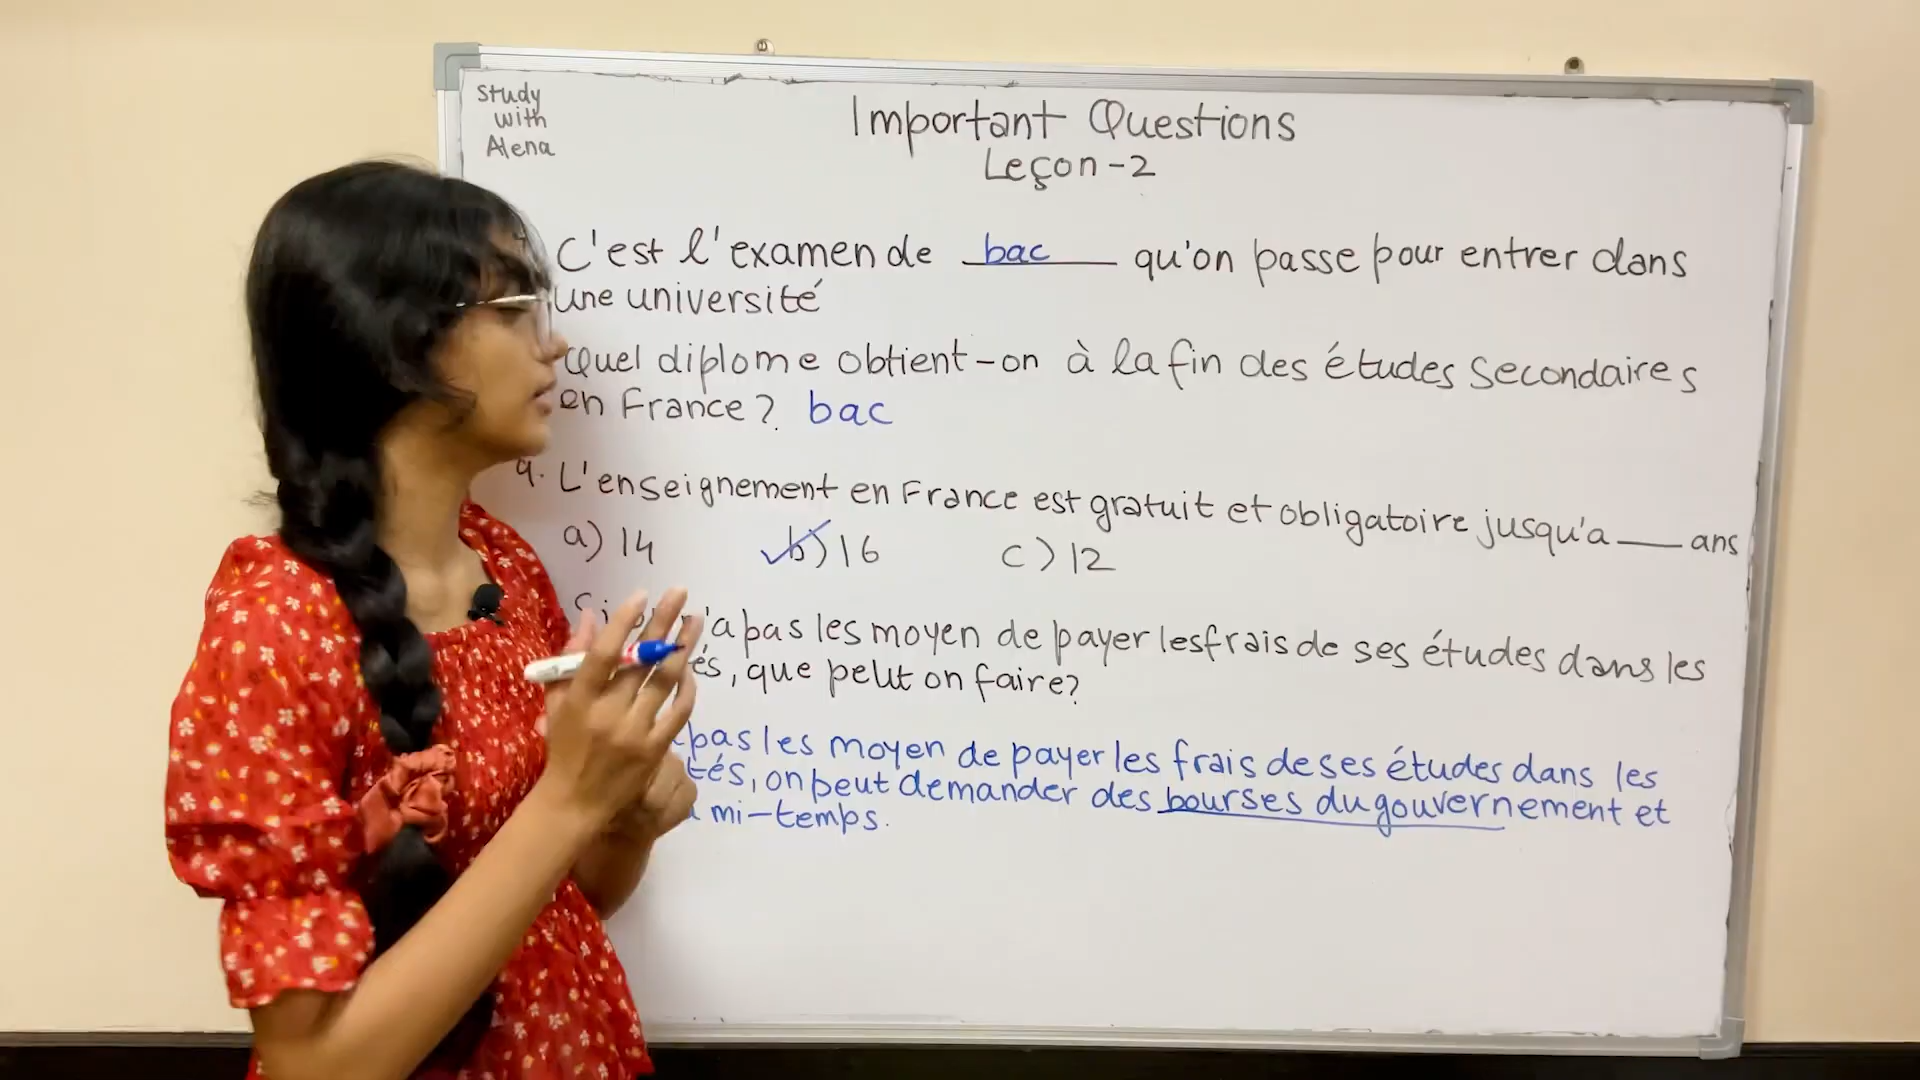 Study
with
Alena
Important Questions
Leçon-2
C'est l'examen de bac qu'on passe pour entrer dans
une université
Quel diplome obtient-on à la fin des études Secondaires
en France? bac
9. L'enseignement en France est gratuit et obligatoire jusqu'a ___ ans
a) 14 b) 16 c) 12
Si 'a pas les moyen de payer les frais de ses études dans les
és, que peut on faire?
pas les moyen de payer les frais de ses études dans les
tés, on peut demander des bourses du gouvernement et
mi-temps.